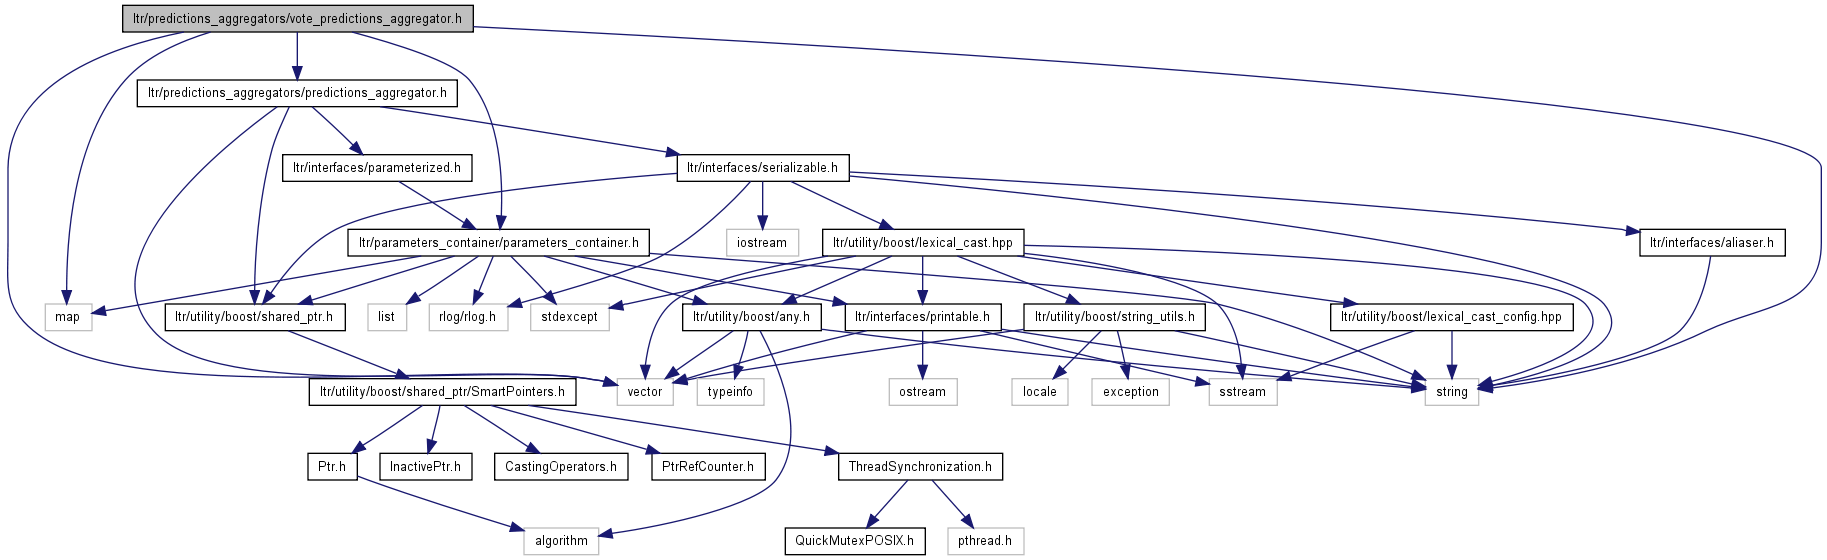 ltr/predictions_aggregators/vote_predictions_aggregator.h
ltr/predictions_aggregators/predictions_aggregator.h
ltr/interfaces/parameterized.h
ltr/interfaces/serializable.h
ltr/parameters_container/parameters_container.h
iostream
ltr/utility/boost/lexical_cast.hpp
ltr/interfaces/aliaser.h
map
ltr/utility/boost/shared_ptr.h
list
rlog/rlog.h
stdexcept
ltr/utility/boost/any.h
ltr/interfaces/printable.h
ltr/utility/boost/string_utils.h
ltr/utility/boost/lexical_cast_config.hpp
ltr/utility/boost/shared_ptr/SmartPointers.h
vector
typeinfo
ostream
locale
exception
sstream
string
Ptr.h
InactivePtr.h
CastingOperators.h
PtrRefCounter.h
ThreadSynchronization.h
algorithm
QuickMutexPOSIX.h
pthread.h